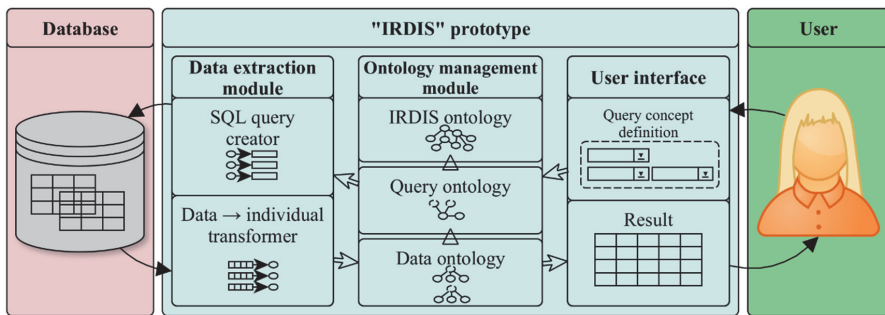 Database
"IRDIS" prototype
User
Data extraction
module
Ontology management
module
User interface
SQL query
creator
IRDIS ontology
Query concept
definition
Query ontology
Data → individual
transformer
Data ontology
Result